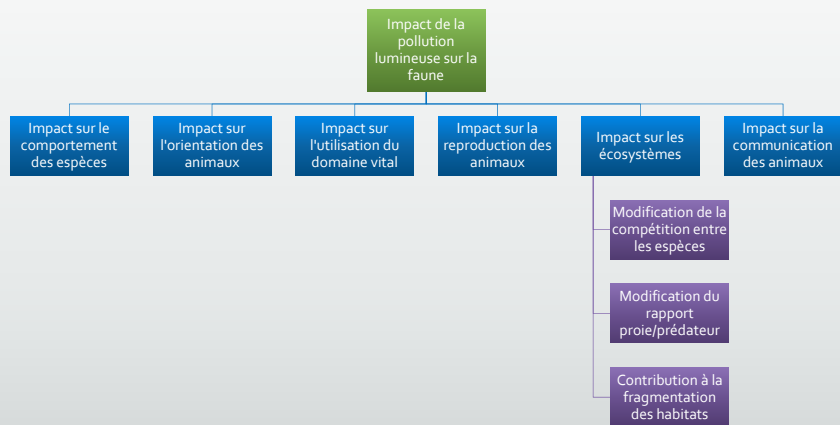 Impact de la
pollution
lumineuse sur la
faune
Impact sur le
comportement
des espèces
Impact sur
l'orientation des
animaux
Impact sur
l'utilisation du
domaine vital
Impact sur la
reproduction des
animaux
Impact sur les
écosystèmes
Impact sur la
communication
des animaux
Modification de la
compétition entre
les espèces
Modification du
rapport
proie/prédateur
Contribution à la
fragmentation
des habitats